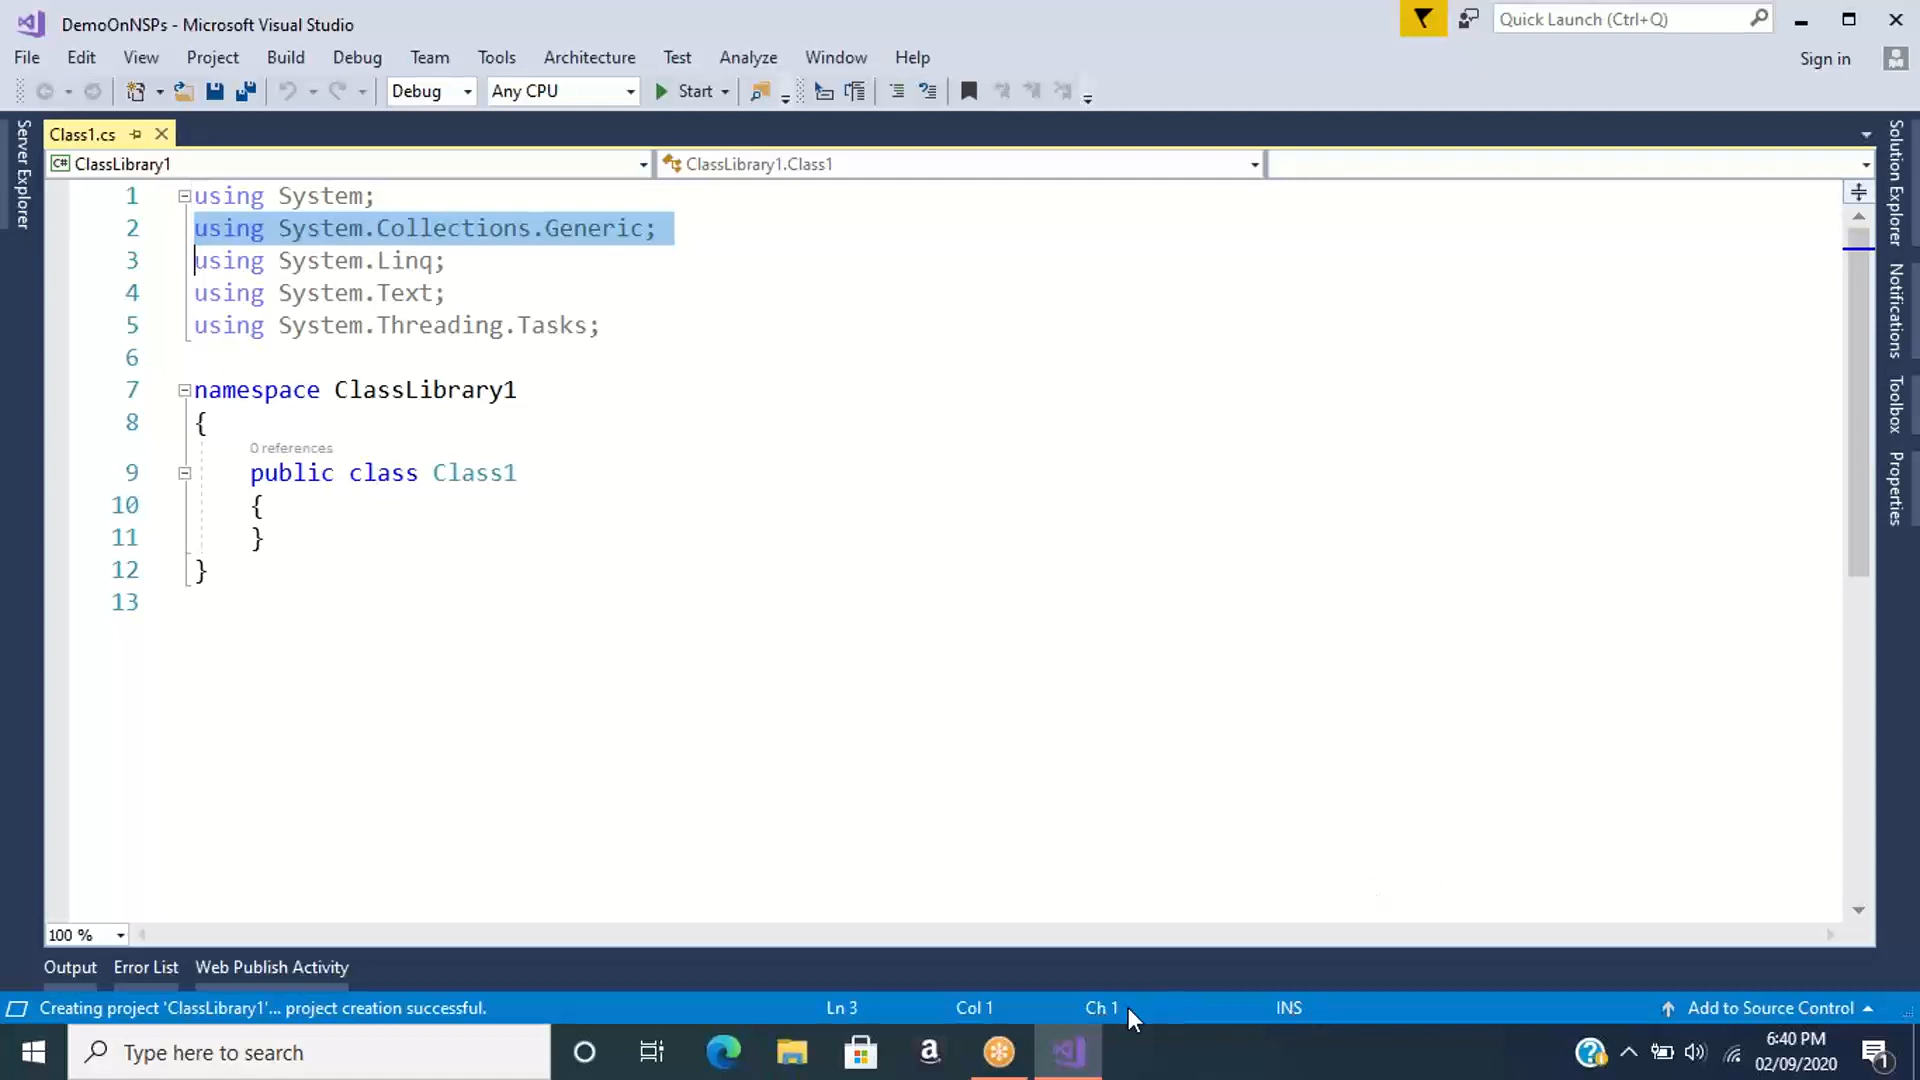 DemoOnNSPs - Microsoft Visual Studio
Quick Launch (Ctrl+Q)
File Edit View Project Build Debug Team Tools Architecture Test Analyze Window Help
Sign in
Debug Any CPU Start
Class1.cs
C# ClassLibrary1 ClassLibrary1.Class1
1 using System;
2 using System.Collections.Generic;
3 using System.Linq;
4 using System.Text;
5 using System.Threading.Tasks;
6
7 namespace ClassLibrary1
8 {
0 references
9 public class Class1
10 {
11 }
12 }
13
Server Explorer
Solution Explorer
Notifications
Toolbox
Properties
100 %
Output Error List Web Publish Activity
Creating project 'ClassLibrary1'... project creation successful. Ln 3 Col 1 Ch 1 INS Add to Source Control
Type here to search
6:40 PM
02/09/2020
1